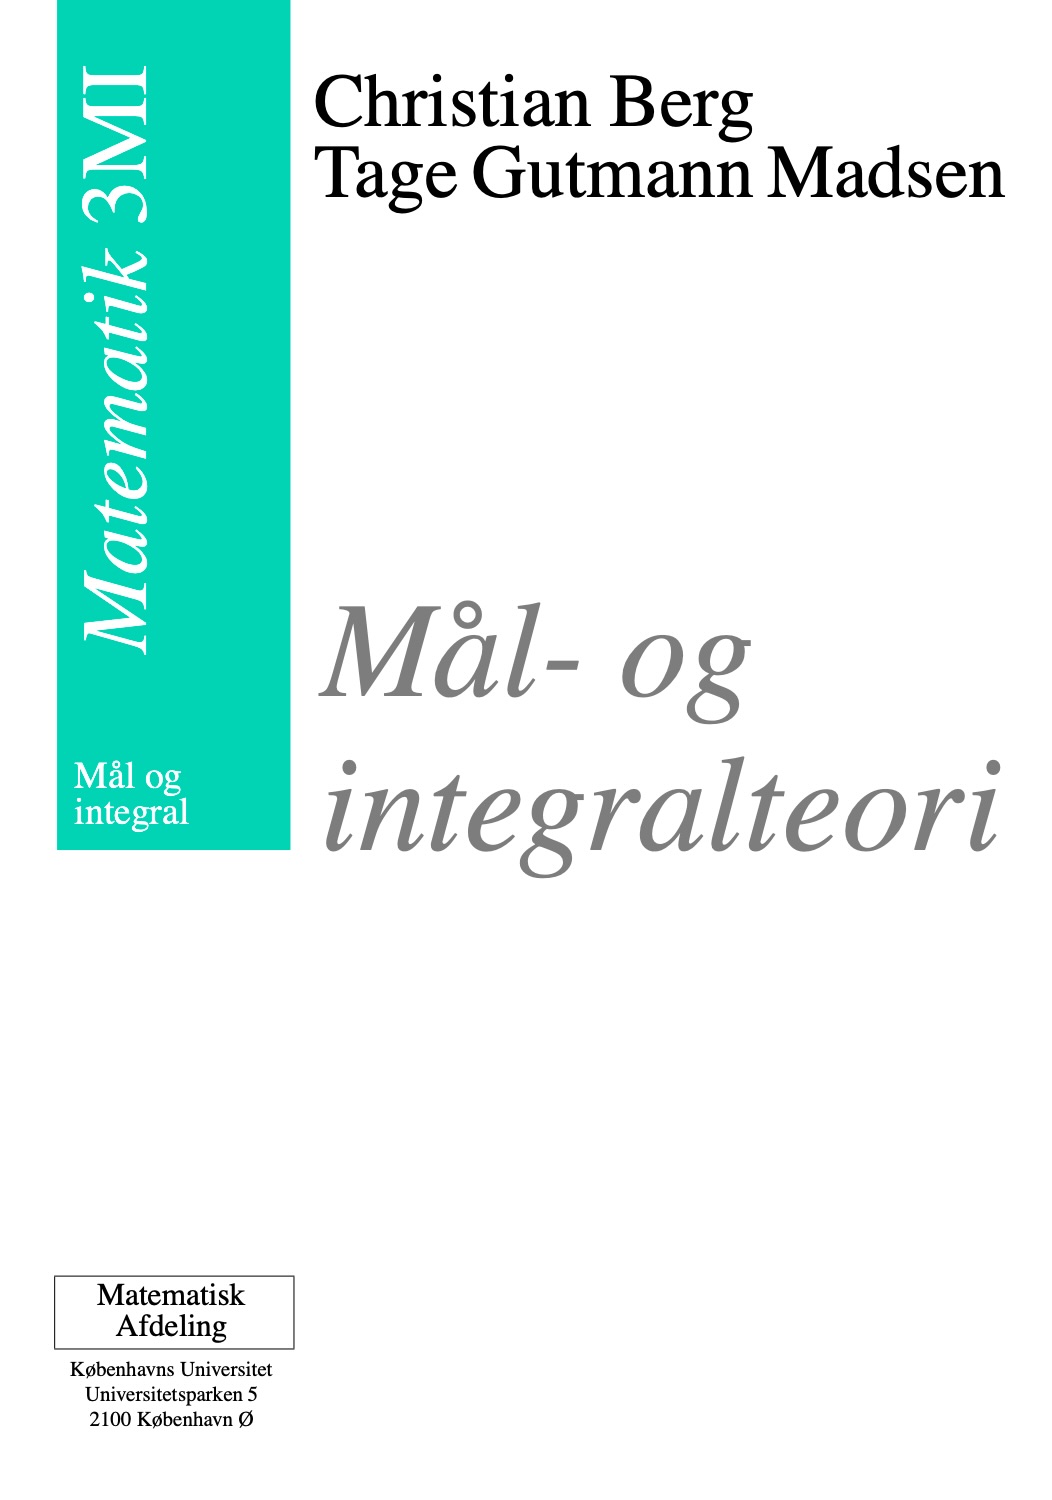 Matematik 3MI
Mål og
integral
Christian Berg
Tage Gutmann Madsen
Mål- og
integralteori
Matematisk
Afdeling
Københavns Universitet
Universitetsparken 5
2100 København Ø